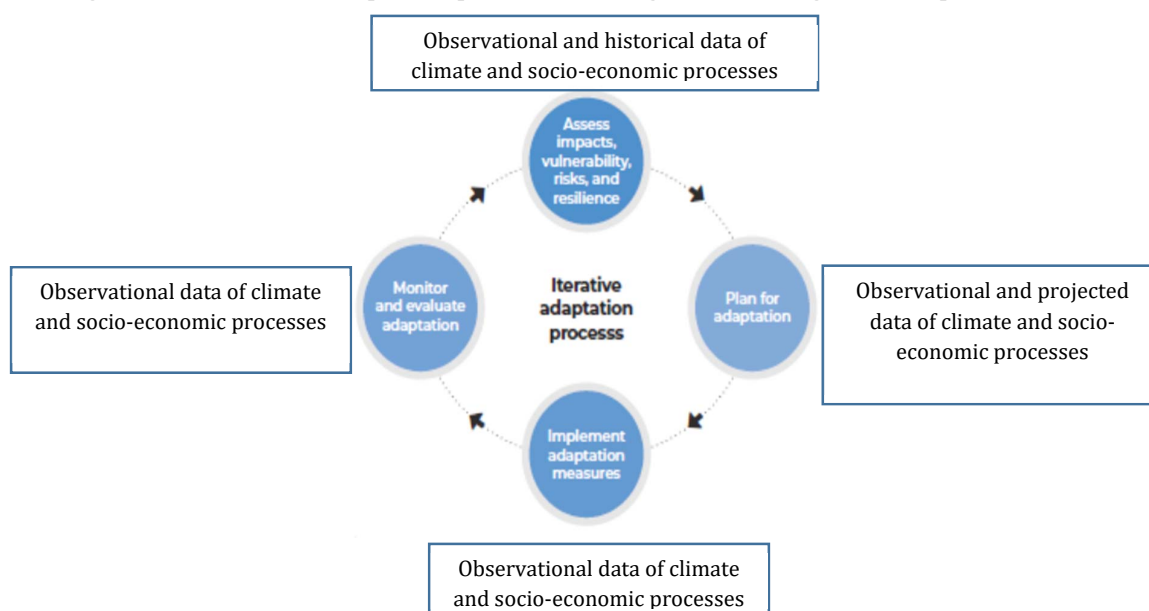 Observational and historical data of
climate and socio-economic processes
Assess
impacts,
vulnerability,
risks, and
resilience
Monitor
and evaluate
adaptation
Iterative
adaptation
processs
Plan for
adaptation
Observational data of climate
and socio-economic processes
Observational and projected
data of climate and socio-
economic processes
Implement
adaptation
measures
Observational data of climate
and socio-economic processes